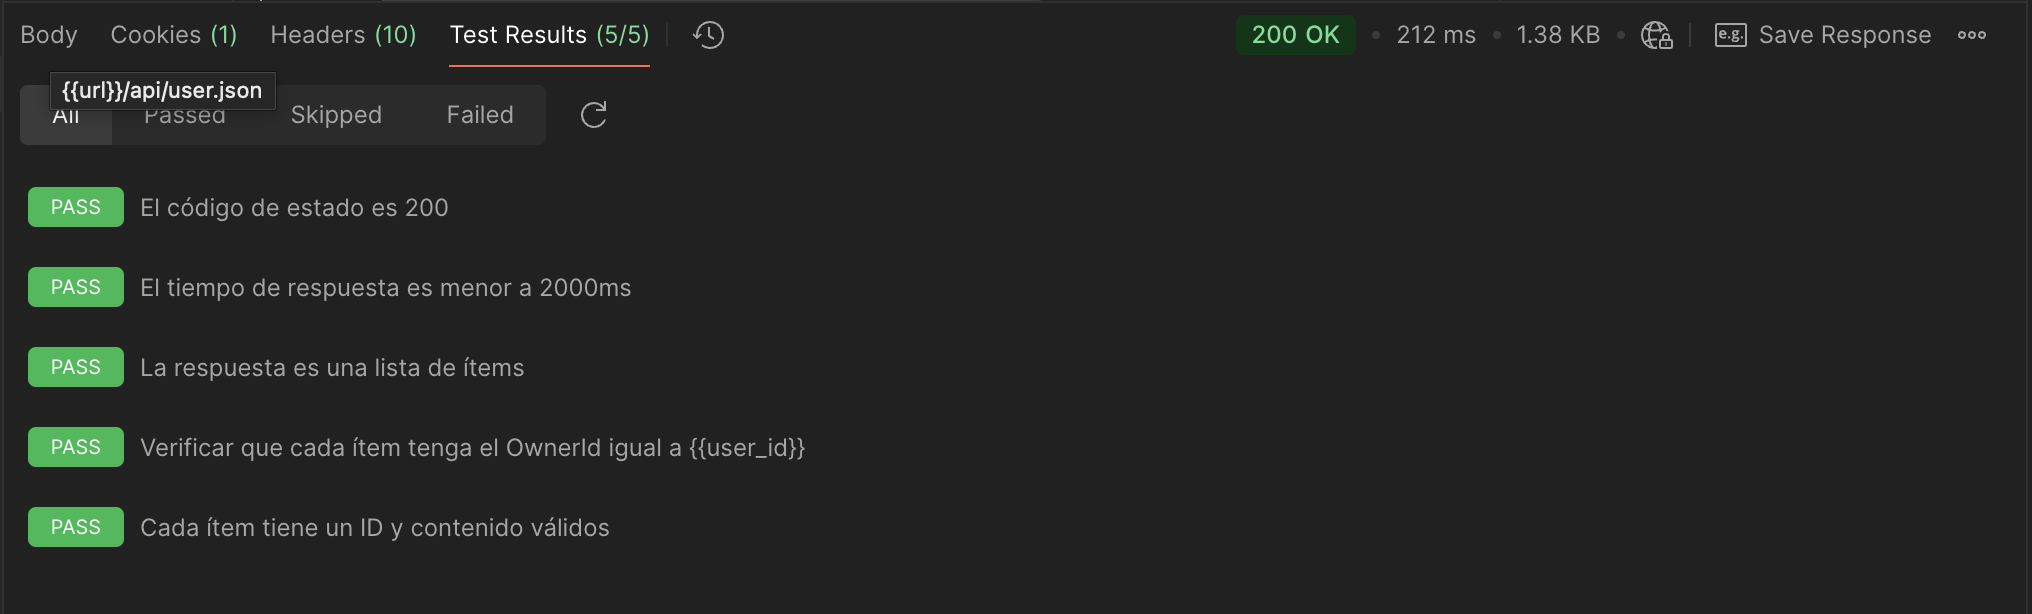 Body Cookies (1) Headers (10) Test Results (5/5) 200 OK • 212 ms • 1.38 KB • e.g. Save Response
{{url}}/api/user.json
All Passed Skipped Failed
PASS El código de estado es 200
PASS El tiempo de respuesta es menor a 2000ms
PASS La respuesta es una lista de ítems
PASS Verificar que cada ítem tenga el OwnerId igual a {{user_id}}
PASS Cada ítem tiene un ID y contenido válidos